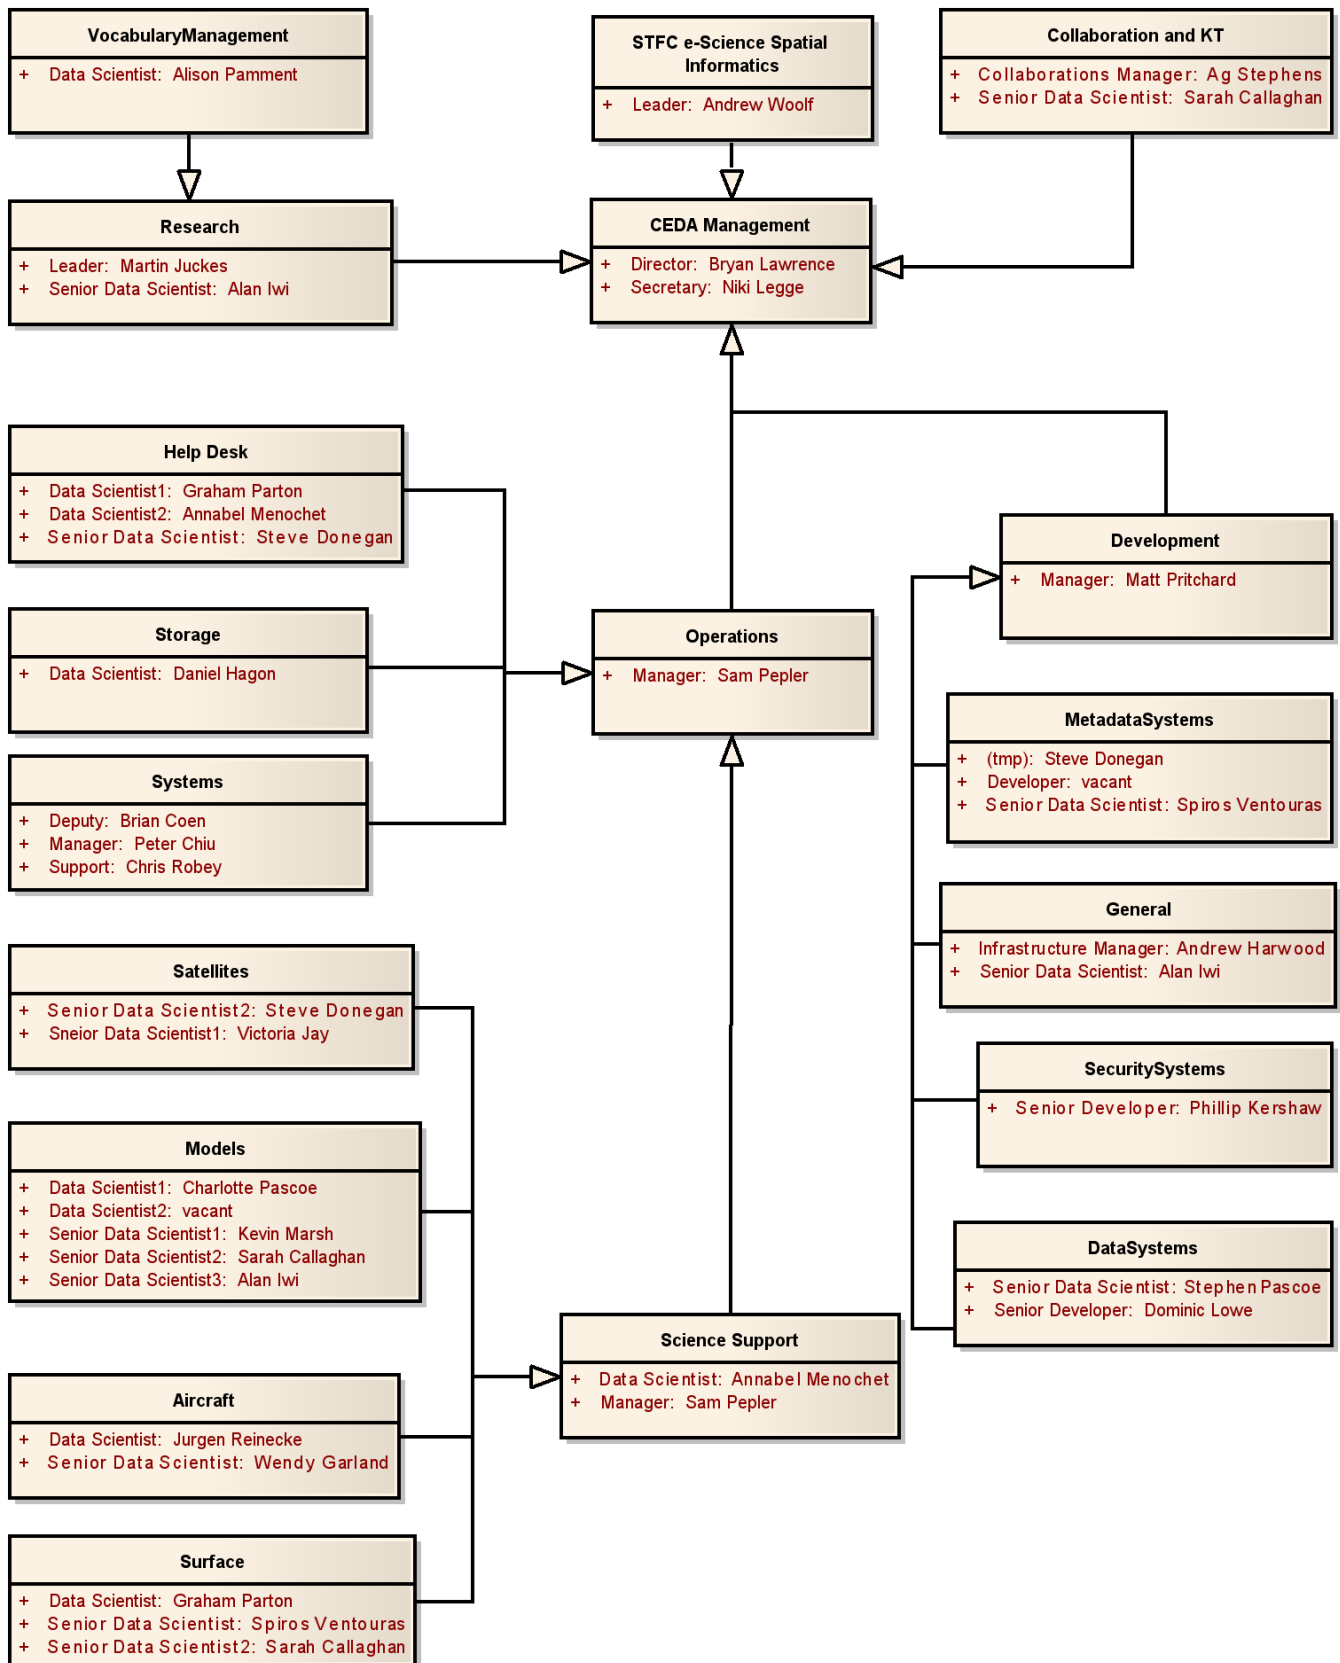 VocabularyManagement
+ Data Scientist: Alison Pamment
STFC e-Science Spatial
Informatics
+ Leader: Andrew Woolf
Collaboration and KT
+ Collaborations Manager: Ag Stephens
+ Senior Data Scientist: Sarah Callaghan
Research
+ Leader: Martin Juckes
+ Senior Data Scientist: Alan Iwi
CEDA Management
+ Director: Bryan Lawrence
+ Secretary: Niki Legge
Help Desk
+ Data Scientist1: Graham Parton
+ Data Scientist2: Annabel Menochet
+ Senior Data Scientist: Steve Donegan
Development
+ Manager: Matt Pritchard
Storage
+ Data Scientist: Daniel Hagon
Operations
+ Manager: Sam Pepler
MetadataSystems
+ (tmp): Steve Donegan
+ Developer: vacant
+ Senior Data Scientist: Spiros Ventouras
Systems
+ Deputy: Brian Coen
+ Manager: Peter Chiu
+ Support: Chris Robey
General
+ Infrastructure Manager: Andrew Harwood
+ Senior Data Scientist: Alan Iwi
Satellites
+ Senior Data Scientist2: Steve Donegan
+ Sneior Data Scientist1: Victoria Jay
SecuritySystems
+ Senior Developer: Phillip Kershaw
Models
+ Data Scientist1: Charlotte Pascoe
+ Data Scientist2: vacant
+ Senior Data Scientist1: Kevin Marsh
+ Senior Data Scientist2: Sarah Callaghan
+ Senior Data Scientist3: Alan Iwi
DataSystems
+ Senior Data Scientist: Stephen Pascoe
+ Senior Developer: Dominic Lowe
Science Support
+ Data Scientist: Annabel Menochet
+ Manager: Sam Pepler
Aircraft
+ Data Scientist: Jurgen Reinecke
+ Senior Data Scientist: Wendy Garland
Surface
+ Data Scientist: Graham Parton
+ Senior Data Scientist: Spiros Ventouras
+ Senior Data Scientist2: Sarah Callaghan